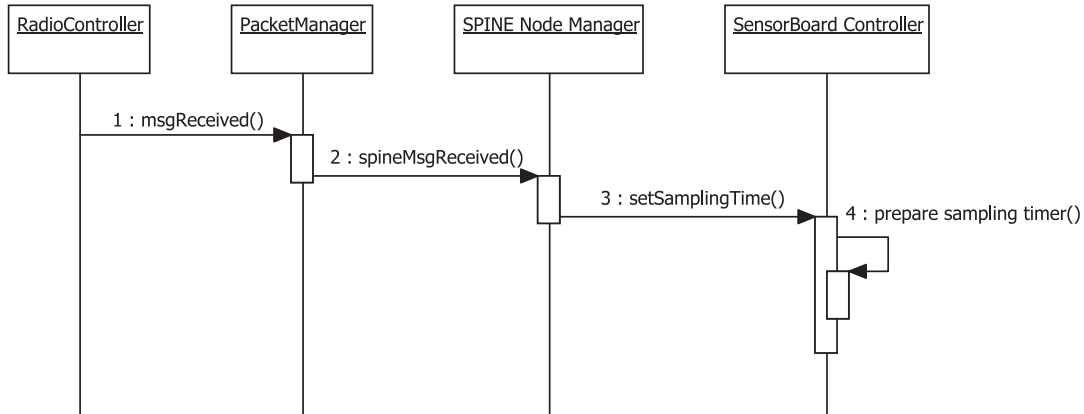 RadioController
PacketManager
SPINE Node Manager
SensorBoard Controller
1 : msgReceived()
2 : spineMsgReceived()
3 : setSamplingTime()
4 : prepare sampling timer()